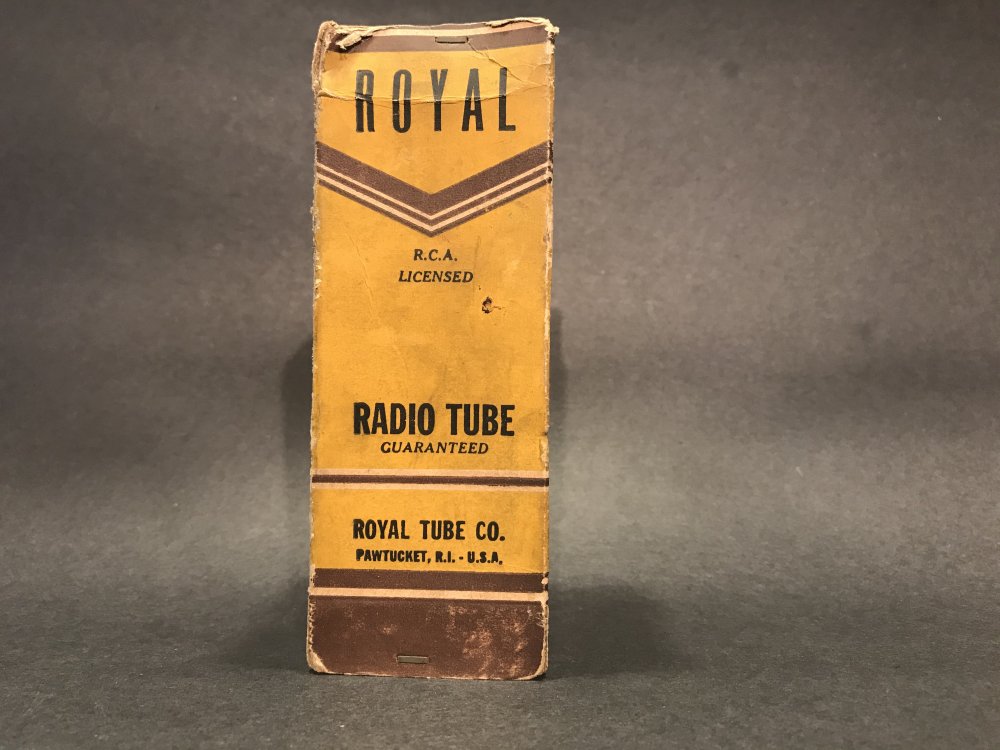 ROYAL
R.C.A.
LICENSED
RADIO TUBE
GUARANTEED
ROYAL TUBE CO.
PAWTUCKET, R.I. - U.S.A.